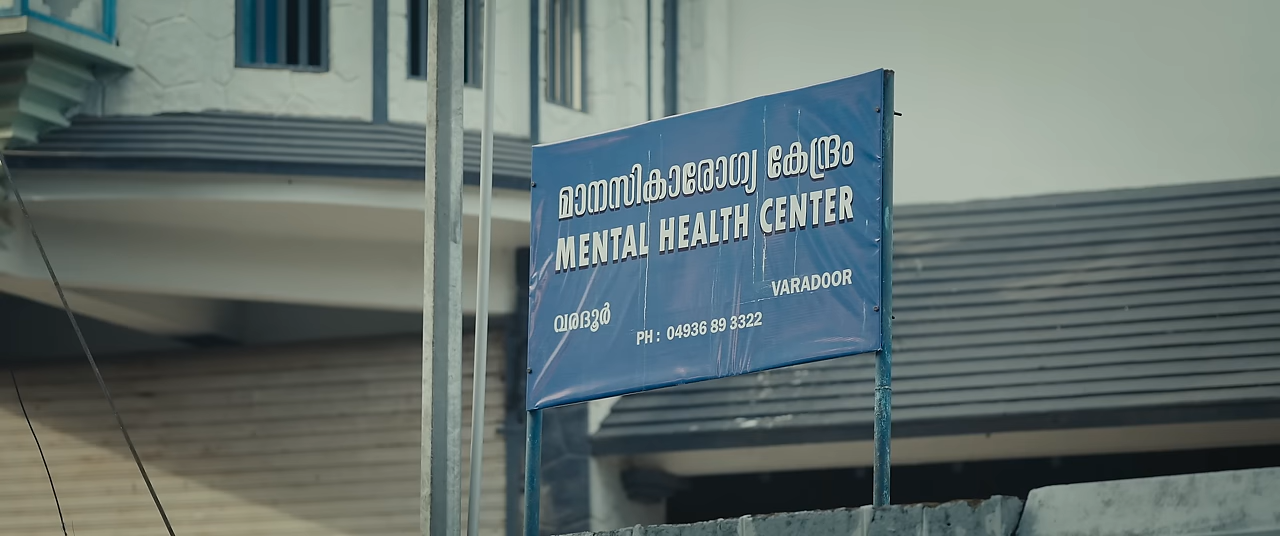 മാനസികാരോഗ്യ കേന്ദ്രം
MENTAL HEALTH CENTER
VARADOOR
വരദൂർ
PH : 04936 89 3322